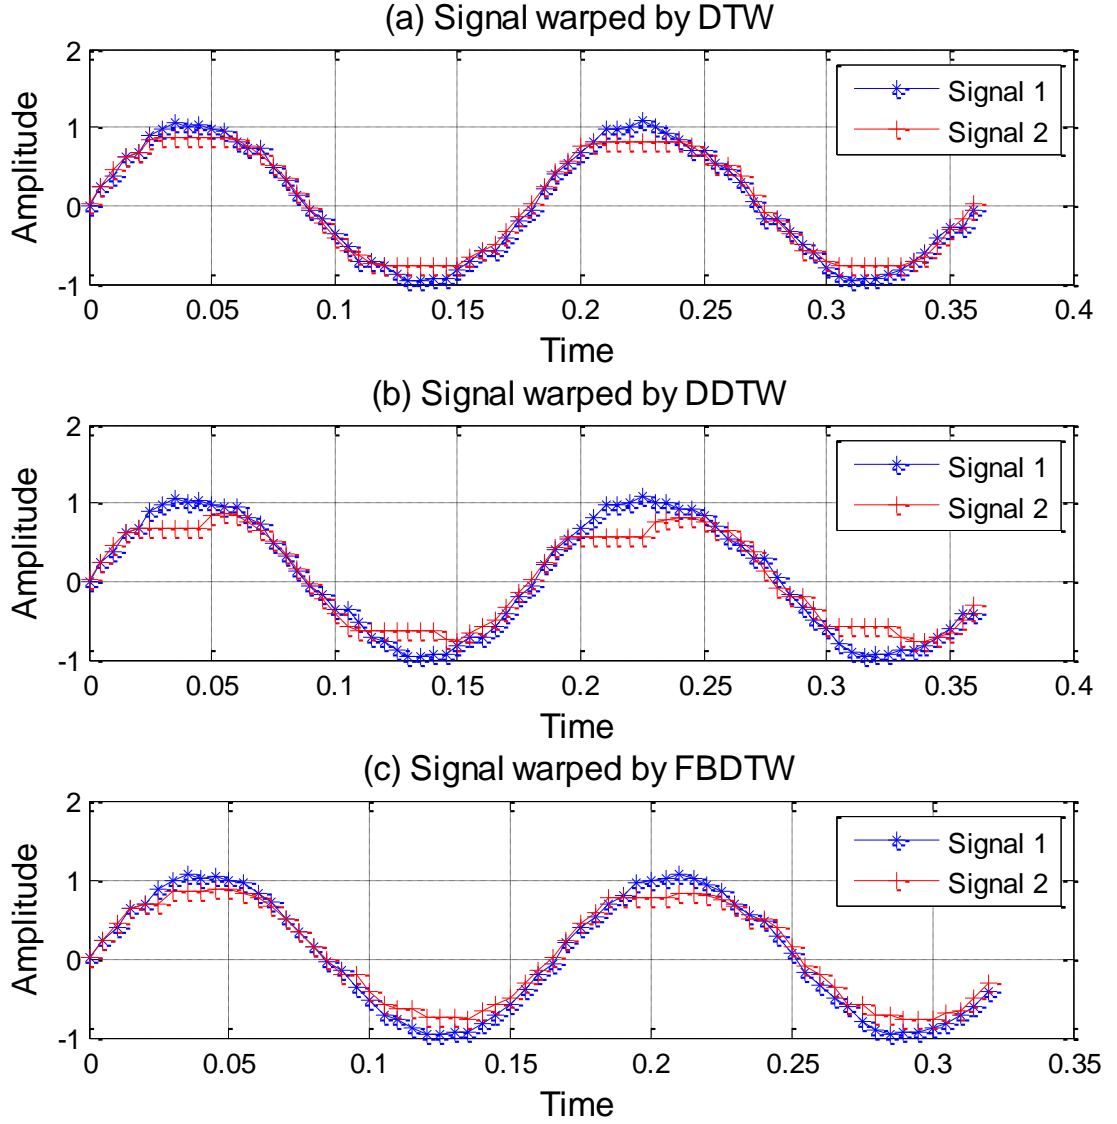 (a) Signal warped by DTW
2
1
0
-1
Amplitude
Signal 1
Signal 2
0 0.05 0.1 0.15 0.2 0.25 0.3 0.35 0.4
Time
(b) Signal warped by DDTW
2
1
0
-1
Amplitude
Signal 1
Signal 2
0 0.05 0.1 0.15 0.2 0.25 0.3 0.35 0.4
Time
(c) Signal warped by FBDTW
2
1
0
-1
Amplitude
Signal 1
Signal 2
0 0.05 0.1 0.15 0.2 0.25 0.3 0.35
Time